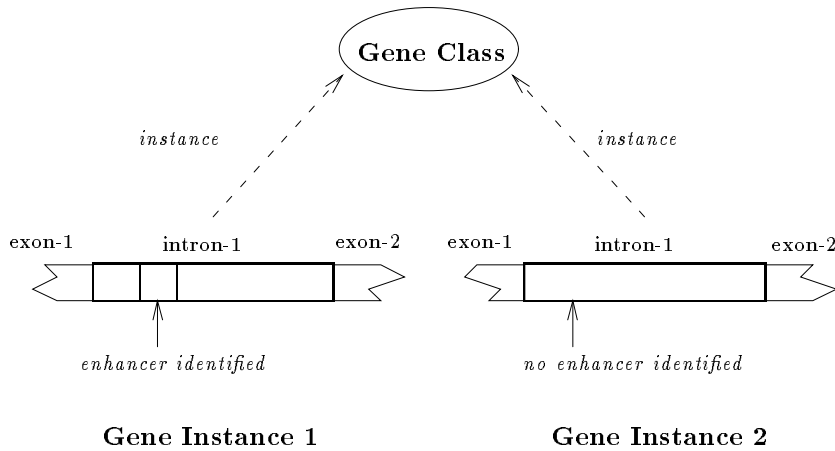 Gene Class
instance
instance
exon-1
intron-1
exon-2
exon-1
intron-1
exon-2
enhancer identified
no enhancer identified
Gene Instance 1
Gene Instance 2